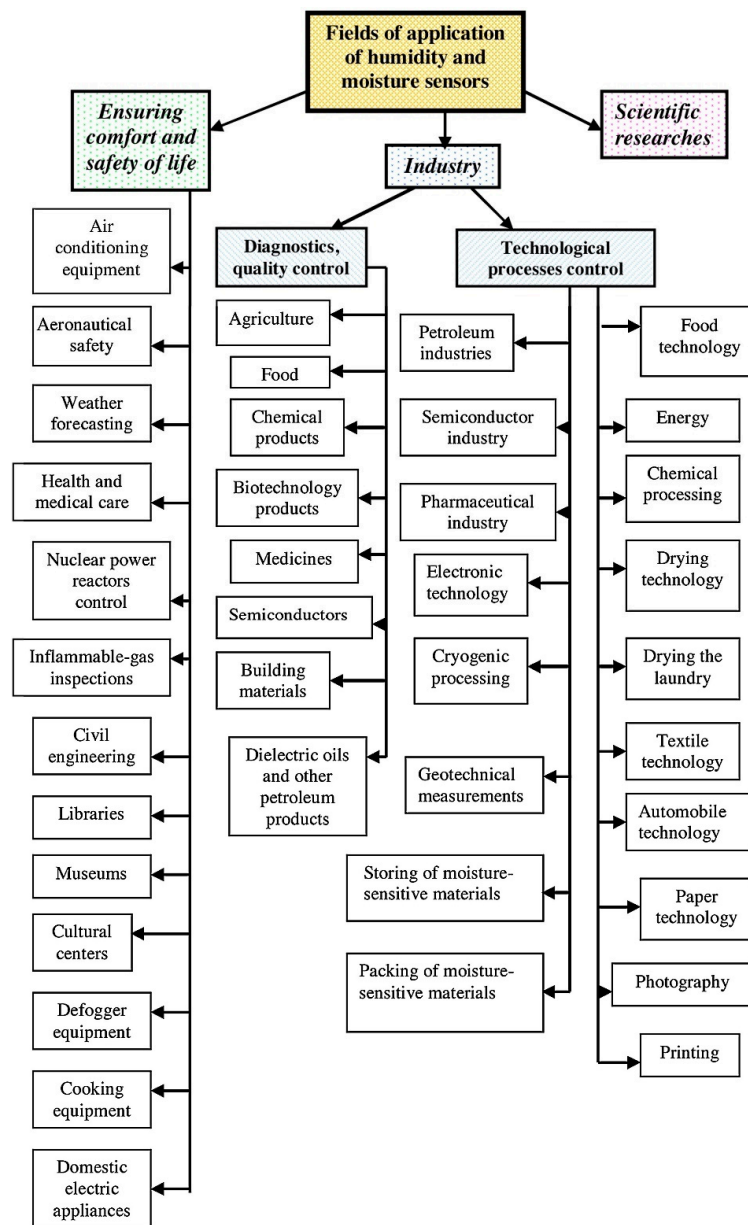 Fields of application
of humidity and
moisture sensors
Ensuring
comfort and
safety of life
Industry
Scientific
researches
Air
conditioning
equipment
Aeronautical
safety
Weather
forecasting
Health and
medical care
Nuclear power
reactors
control
Inflammable-gas
inspections
Civil
engineering
Libraries
Museums
Cultural
centers
Defogger
equipment
Cooking
equipment
Domestic
electric
appliances
Diagnostics,
quality control
Agriculture
Food
Chemical
products
Biotechnology
products
Medicines
Semiconductors
Building
materials
Dielectric oils
and other
petroleum
products
Technological
processes control
Petroleum
industries
Semiconductor
industry
Pharmaceutical
industry
Electronic
technology
Cryogenic
processing
Geotechnical
measurements
Storing of moisture-
sensitive materials
Packing of moisture-
sensitive materials
Food
technology
Energy
Chemical
processing
Drying
technology
Drying the
laundry
Textile
technology
Automobile
technology
Paper
technology
Photography
Printing